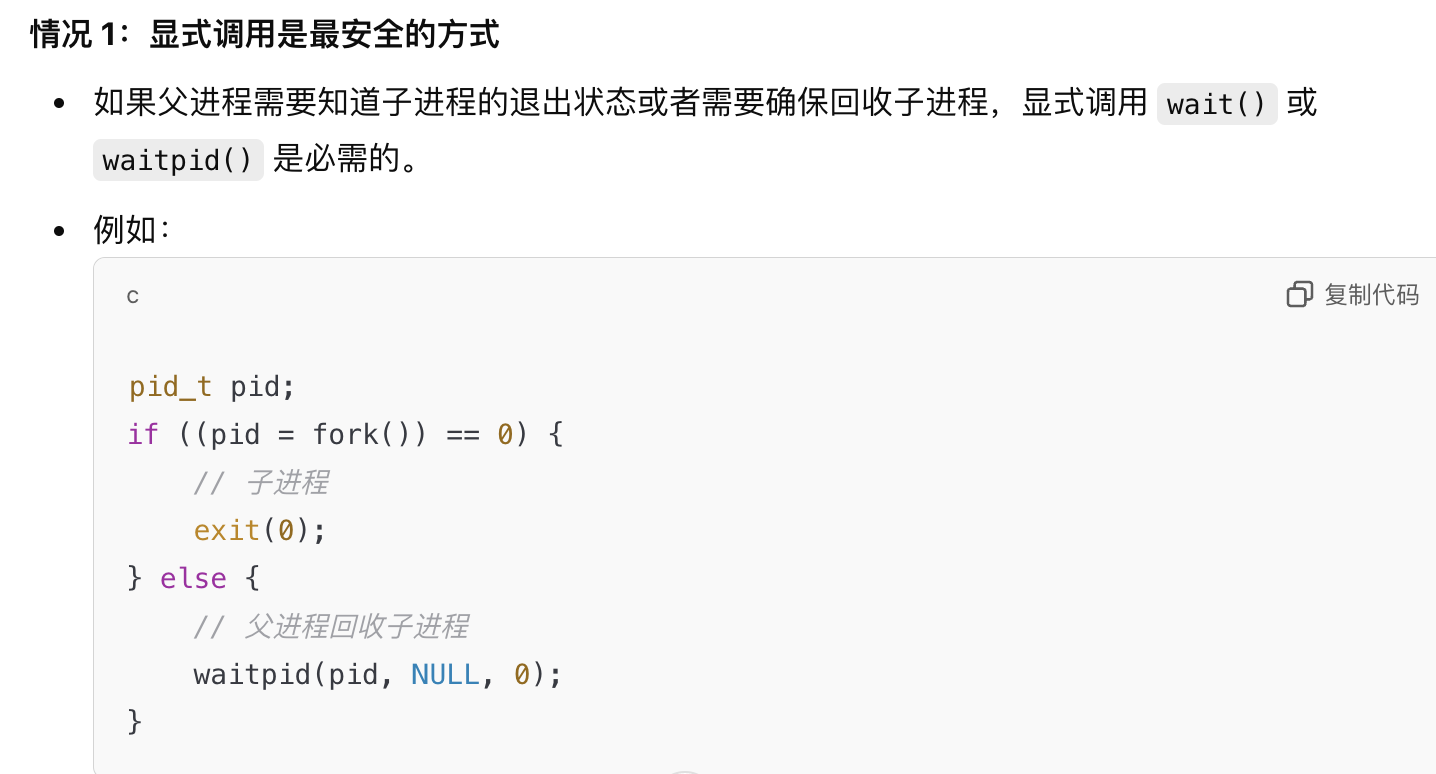 情况 1：显式调用是最安全的方式
• 如果父进程需要知道子进程的退出状态或者需要确保回收子进程，显式调用 wait() 或
waitpid() 是必需的。
• 例如：
c
复制代码
pid_t pid;
if ((pid = fork()) == 0) {
    // 子进程
    exit(0);
} else {
    // 父进程回收子进程
    waitpid(pid, NULL, 0);
}